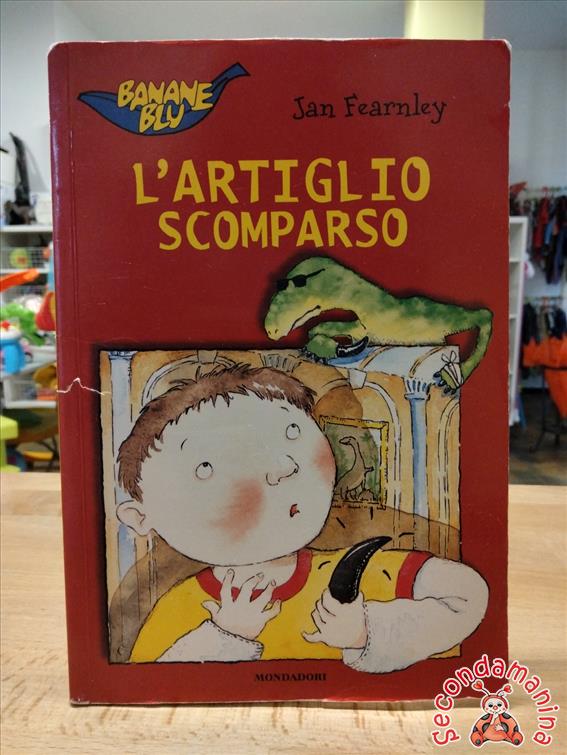 BANANE
BLU
Jan Fearnley
L'ARTIGLIO
SCOMPARSO
MONDADORI
Secondamanina